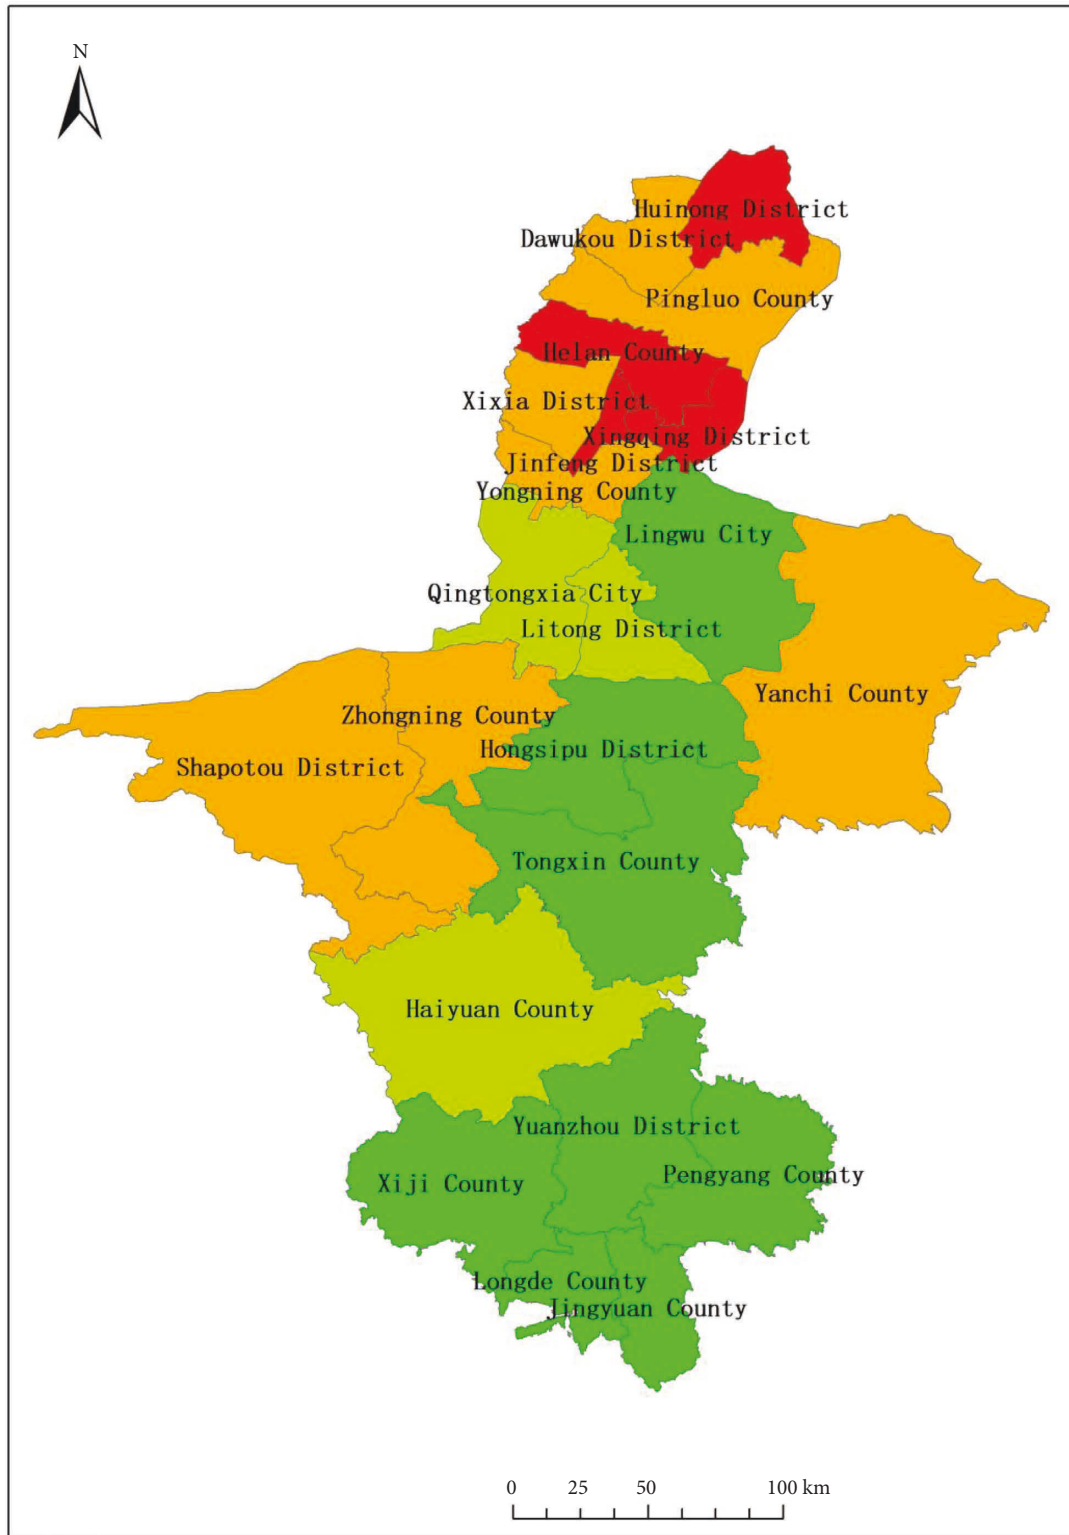 N
Huinong District
Dawukou District
Pingluo County
Helan County
Xixia District
Xingqing District
Jinfeng District
Yongning County
Lingwu City
Qingtongxia City
Litong District
Yanchi County
Zhongning County
Hongsipu District
Shapotou District
Tongxin County
Haiyuan County
Yuanzhou District
Pengyang County
Xiji County
Longde County
Jingyuan County
0 25 50 100 km